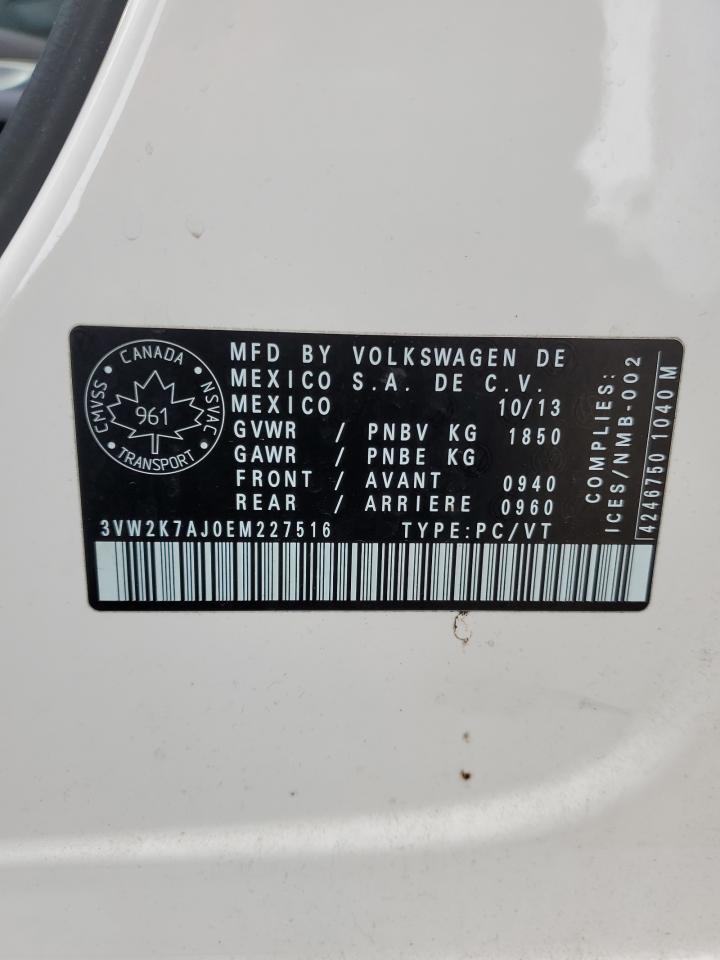 CANADA
CMVSS
NSVAC
961
TRANSPORT
MFD BY VOLKSWAGEN DE
MEXICO S.A. DE C.V.
MEXICO 10/13
GVWR / PNBV KG 1850
GAWR / PNBE KG
FRONT / AVANT 0940
REAR / ARRIERE 0960
3VW2K7AJ0EM227516 TYPE:PC/VT
COMPLIES:
ICES/NMB-002
4246750 1040 M